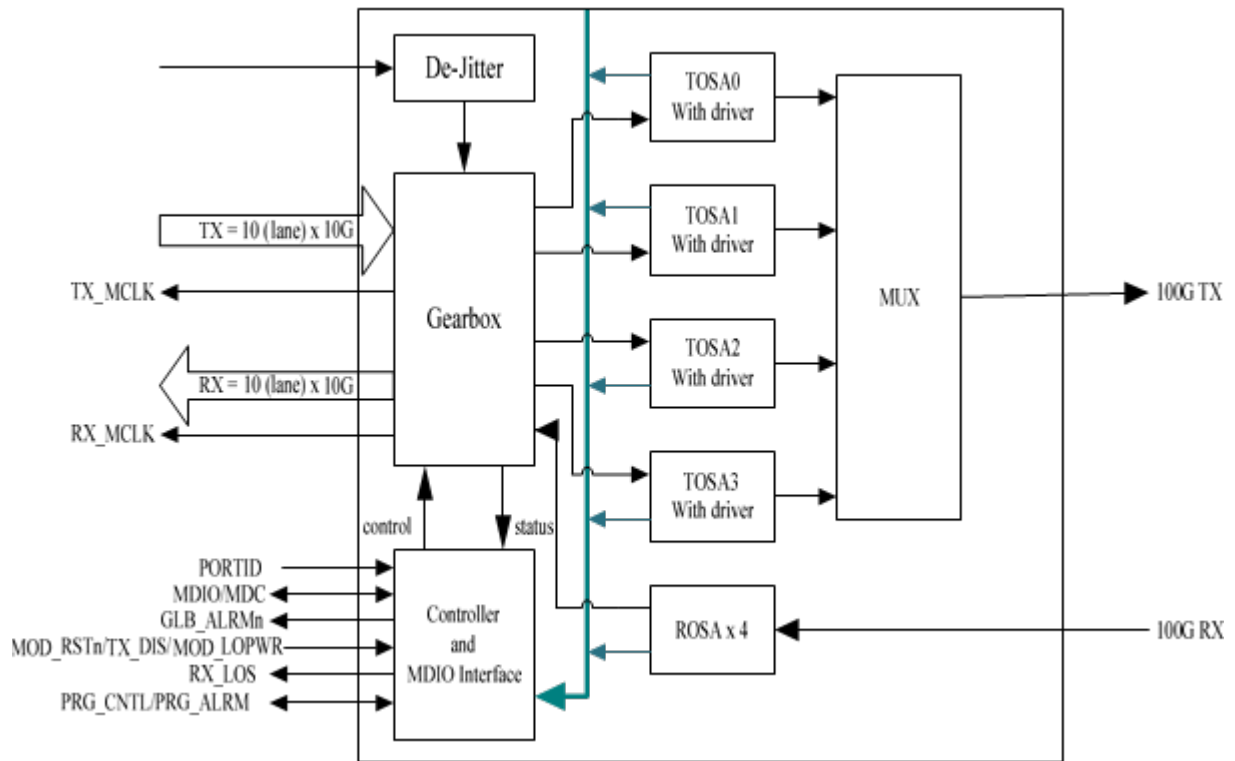 De-Jitter
TOSA0
With driver
TX = 10 (lane) x 10G
TOSA1
With driver
TX_MCLK
Gearbox
MUX
100G TX
TOSA2
With driver
RX = 10 (lane) x 10G
RX_MCLK
TOSA3
With driver
control
status
PORTID
MDIO/MDC
GLB_ALRMn
MOD_RSTn/TX_DIS/MOD_LOPWR
RX_LOS
PRG_CNTL/PRG_ALRM
Controller
and
MDIO Interface
ROSA x 4
100G RX